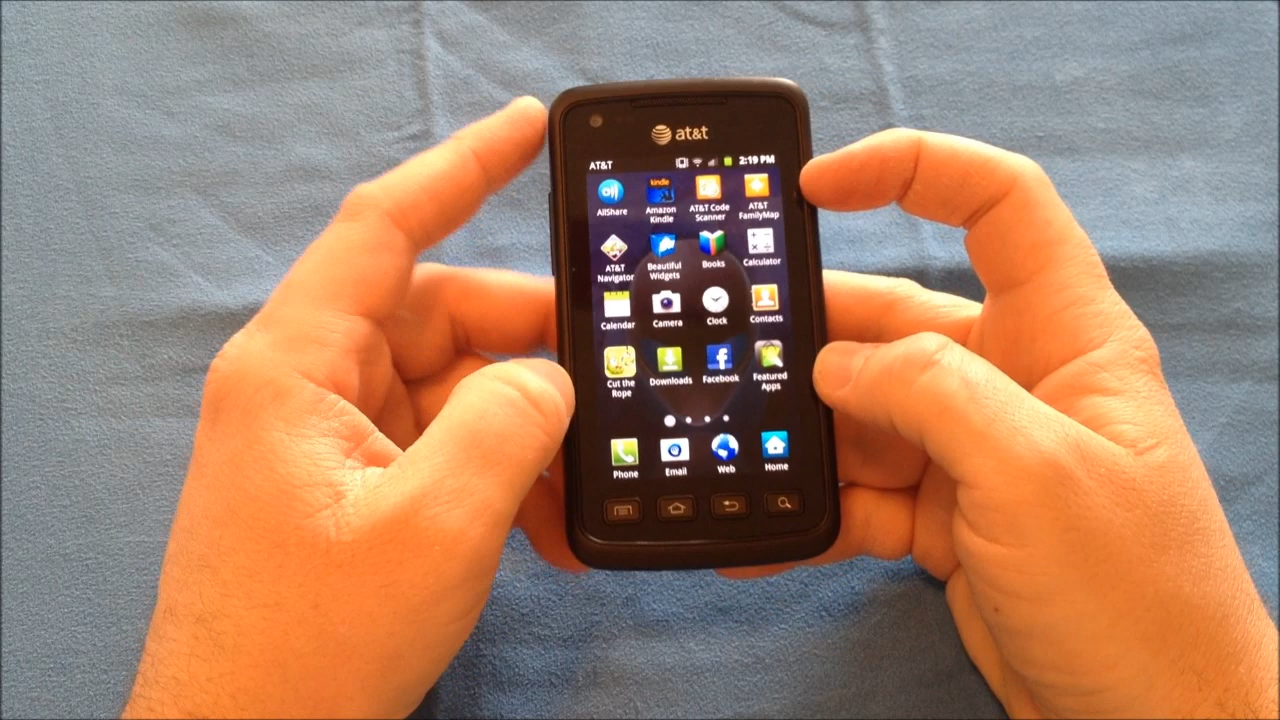 at&t
AT&T 2:19 PM
AllShare
kindle
Amazon
Kindle
AT&T Code
Scanner
AT&T
FamilyMap
AT&T
Navigator
Beautiful
Widgets
Books
Calculator
Calendar
Camera
Clock
Contacts
Cut the
Rope
Downloads
Facebook
Featured
Apps
Phone
Email
Web
Home